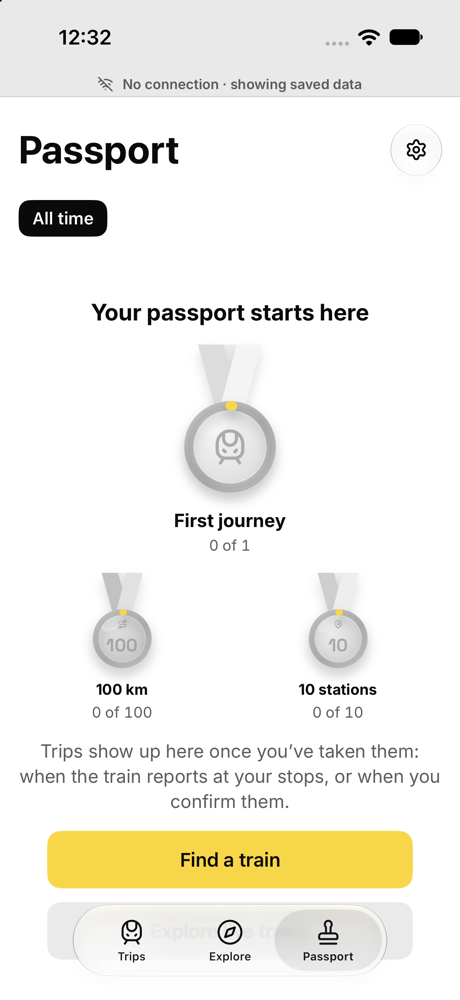 12:32
No connection · showing saved data
Passport
All time
Your passport starts here
First journey
0 of 1
100
10
100 km
10 stations
0 of 100
0 of 10
Trips show up here once you’ve taken them:
when the train reports at your stops, or when you
confirm them.
Find a train
Explore
Trips
Explore
Passport